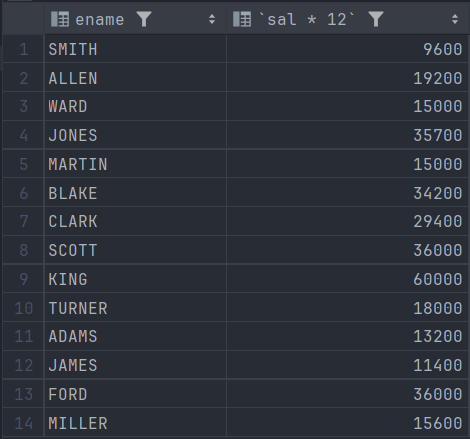 ename `sal * 12`
1 SMITH 9600
2 ALLEN 19200
3 WARD 15000
4 JONES 35700
5 MARTIN 15000
6 BLAKE 34200
7 CLARK 29400
8 SCOTT 36000
9 KING 60000
10 TURNER 18000
11 ADAMS 13200
12 JAMES 11400
13 FORD 36000
14 MILLER 15600